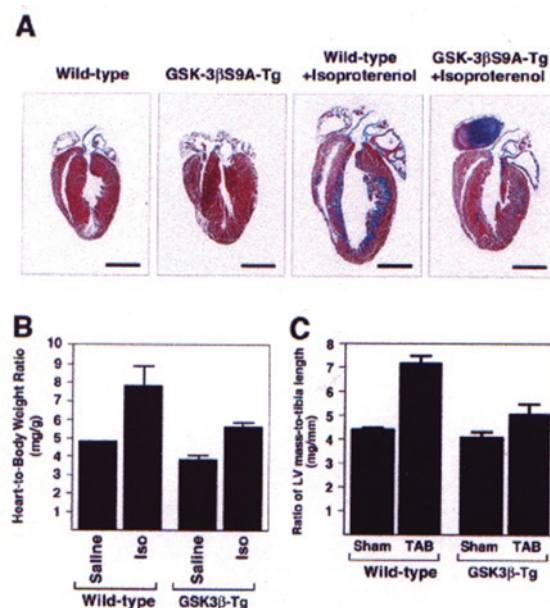 A
Wild-type
GSK-3βS9A-Tg
Wild-type
+Isoproterenol
GSK-3βS9A-Tg
+Isoproterenol
B
Heart-to-Body Weight Ratio
(mg/g)
10
9
8
7
6
5
4
3
2
1
Saline
Iso
Saline
Iso
Wild-type
GSK3β-Tg
C
Ratio of LV mass-to-tibia length
(mg/mm)
8
7
6
5
4
3
2
1
Sham
TAB
Sham
TAB
Wild-type
GSK3β-Tg